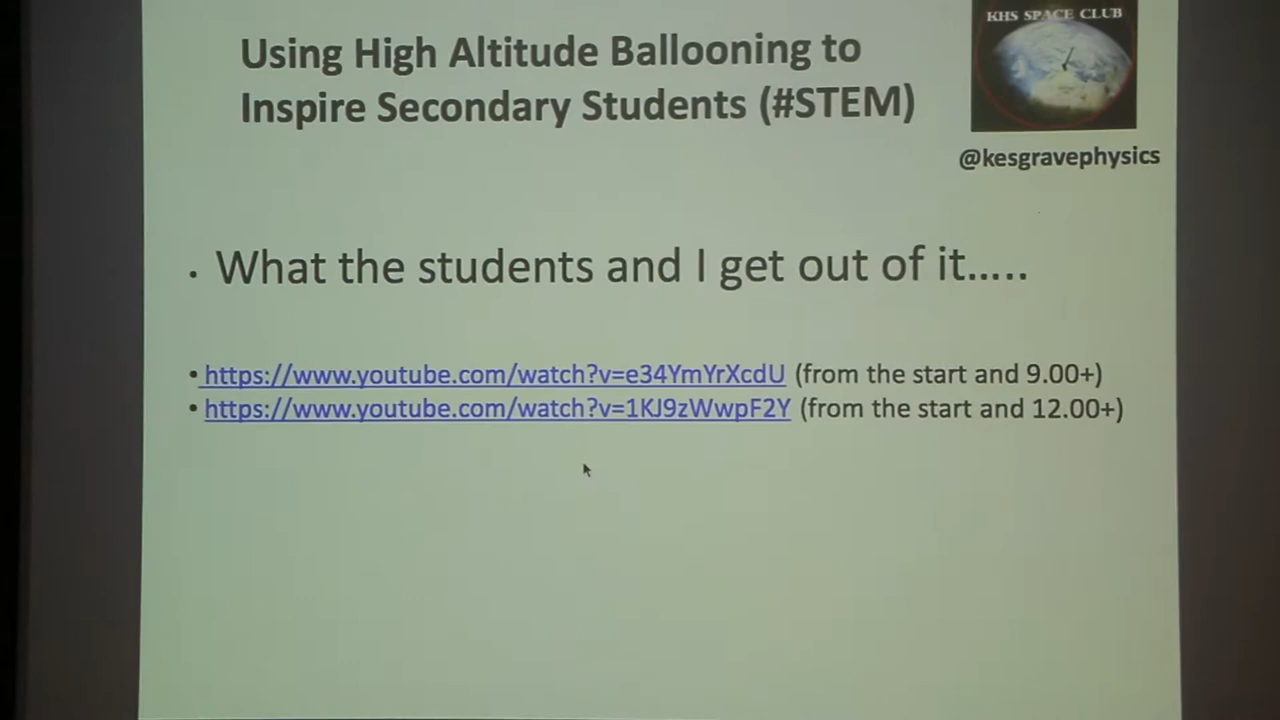 KHS SPACE CLUB
Using High Altitude Ballooning to
Inspire Secondary Students (#STEM)
@kesgravephysics
• What the students and I get out of it.....
• https://www.youtube.com/watch?v=e34YmYrXcdU (from the start and 9.00+)
• https://www.youtube.com/watch?v=1KJ9zWwpF2Y (from the start and 12.00+)